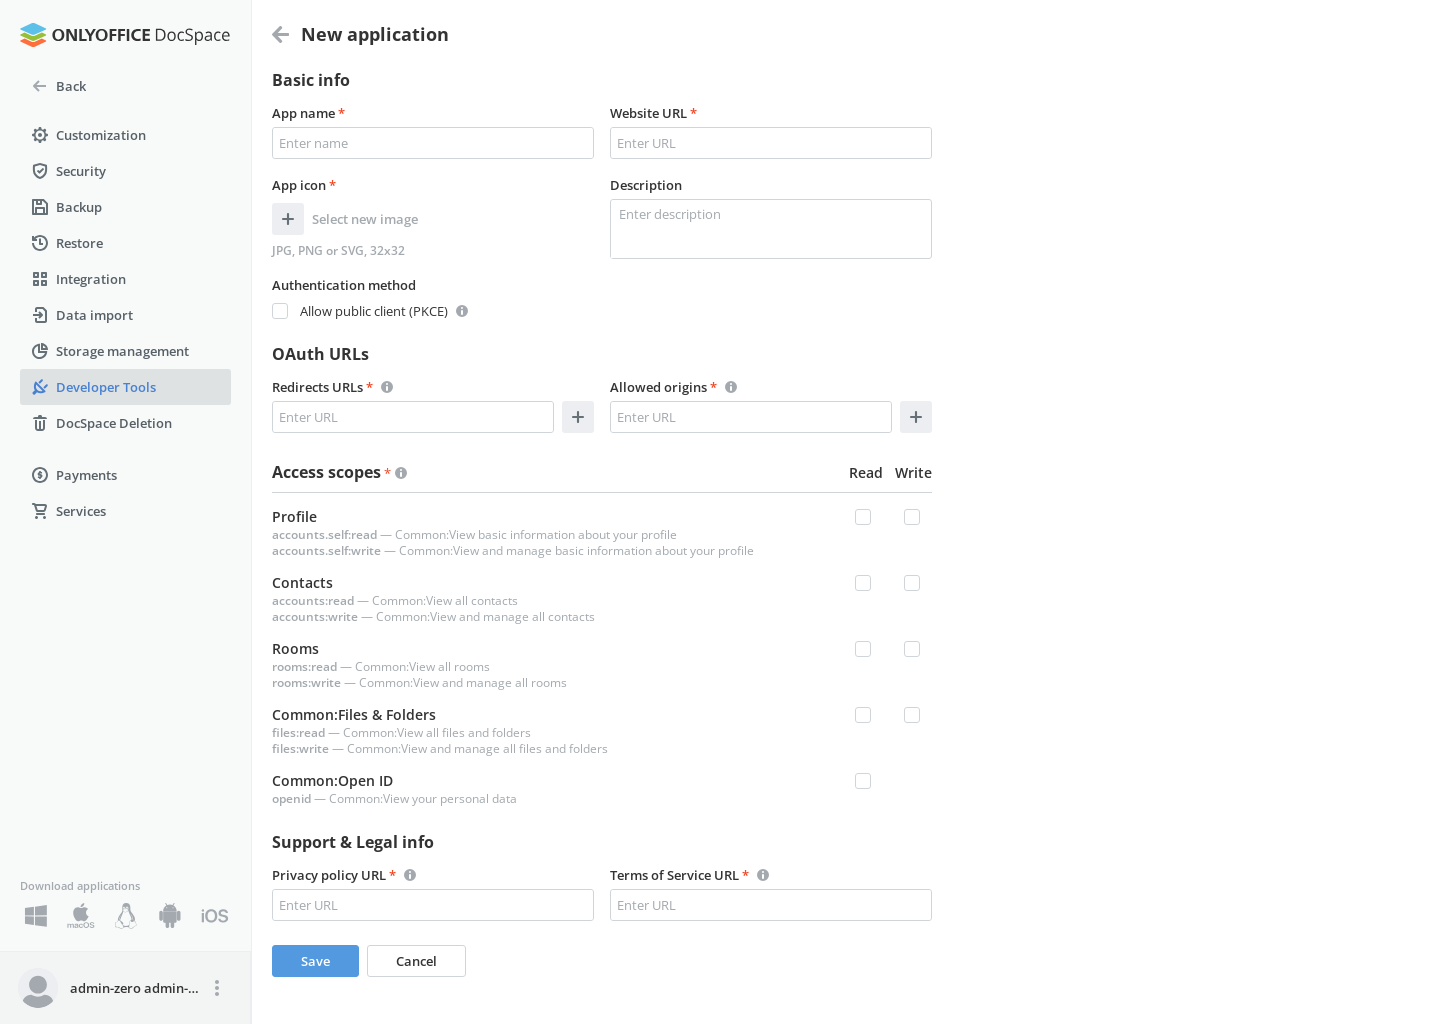 ONLYOFFICE DocSpace
Back
Customization
Security
Backup
Restore
Integration
Data import
Storage management
Developer Tools
DocSpace Deletion
Payments
Services
Download applications
macOS
iOS
admin-zero admin-...
New application
Basic info
App name *
Website URL *
Enter name
Enter URL
App icon *
Description
Select new image
Enter description
JPG, PNG or SVG, 32x32
Authentication method
Allow public client (PKCE)
OAuth URLs
Redirects URLs *
Allowed origins *
Enter URL
Enter URL
Access scopes *
Read Write
Profile
accounts.self:read — Common:View basic information about your profile
accounts.self:write — Common:View and manage basic information about your profile
Contacts
accounts:read — Common:View all contacts
accounts:write — Common:View and manage all contacts
Rooms
rooms:read — Common:View all rooms
rooms:write — Common:View and manage all rooms
Common:Files & Folders
files:read — Common:View all files and folders
files:write — Common:View and manage all files and folders
Common:Open ID
openid — Common:View your personal data
Support & Legal info
Privacy policy URL *
Terms of Service URL *
Enter URL
Enter URL
Save
Cancel